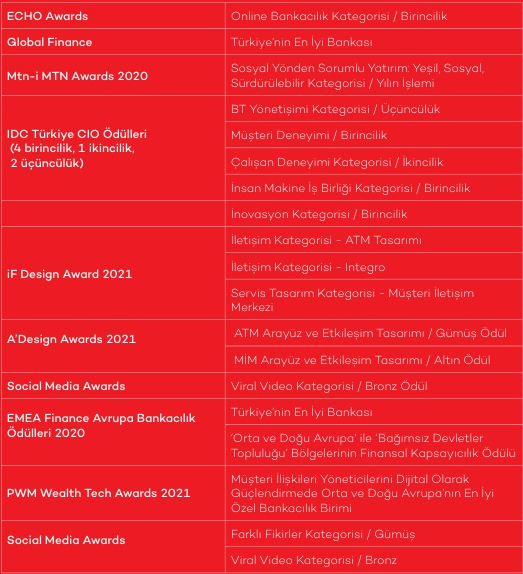 ECHO Awards
Online Bankacılık Kategorisi / Birincilik
Global Finance
Türkiye’nin En İyi Bankası
Mtn-i MTN Awards 2020
Sosyal Yönden Sorumlu Yatırım: Yeşil, Sosyal,
Sürdürülebilir Kategorisi / Yılın İşlemi
IDC Türkiye CIO Ödülleri
(4 birincilik, 1 ikincilik,
2 üçüncülük)
BT Yönetişimi Kategorisi / Üçüncülük
Müşteri Deneyimi / Birincilik
Çalışan Deneyimi Kategorisi / İkincilik
İnsan Makine İş Birliği Kategorisi / Birincilik
İnovasyon Kategorisi / Birincilik
iF Design Award 2021
İletişim Kategorisi - ATM Tasarımı
İletişim Kategorisi - Integro
Servis Tasarım Kategorisi - Müşteri İletişim
Merkezi
A’Design Awards 2021
ATM Arayüz ve Etkileşim Tasarımı / Gümüş Ödül
MİM Arayüz ve Etkileşim Tasarımı / Altın Ödül
Social Media Awards
Viral Video Kategorisi / Bronz Ödül
EMEA Finance Avrupa Bankacılık
Ödülleri 2020
Türkiye’nin En İyi Bankası
‘Orta ve Doğu Avrupa’ ile ‘Bağımsız Devletler
Topluluğu’ Bölgelerinin Finansal Kapsayıcılık Ödülü
PWM Wealth Tech Awards 2021
Müşteri İlişkileri Yöneticilerini Dijital Olarak
Güçlendirmede Orta ve Doğu Avrupa’nın En İyi
Özel Bankacılık Birimi
Social Media Awards
Farklı Fikirler Kategorisi / Gümüş
Viral Video Kategorisi / Bronz